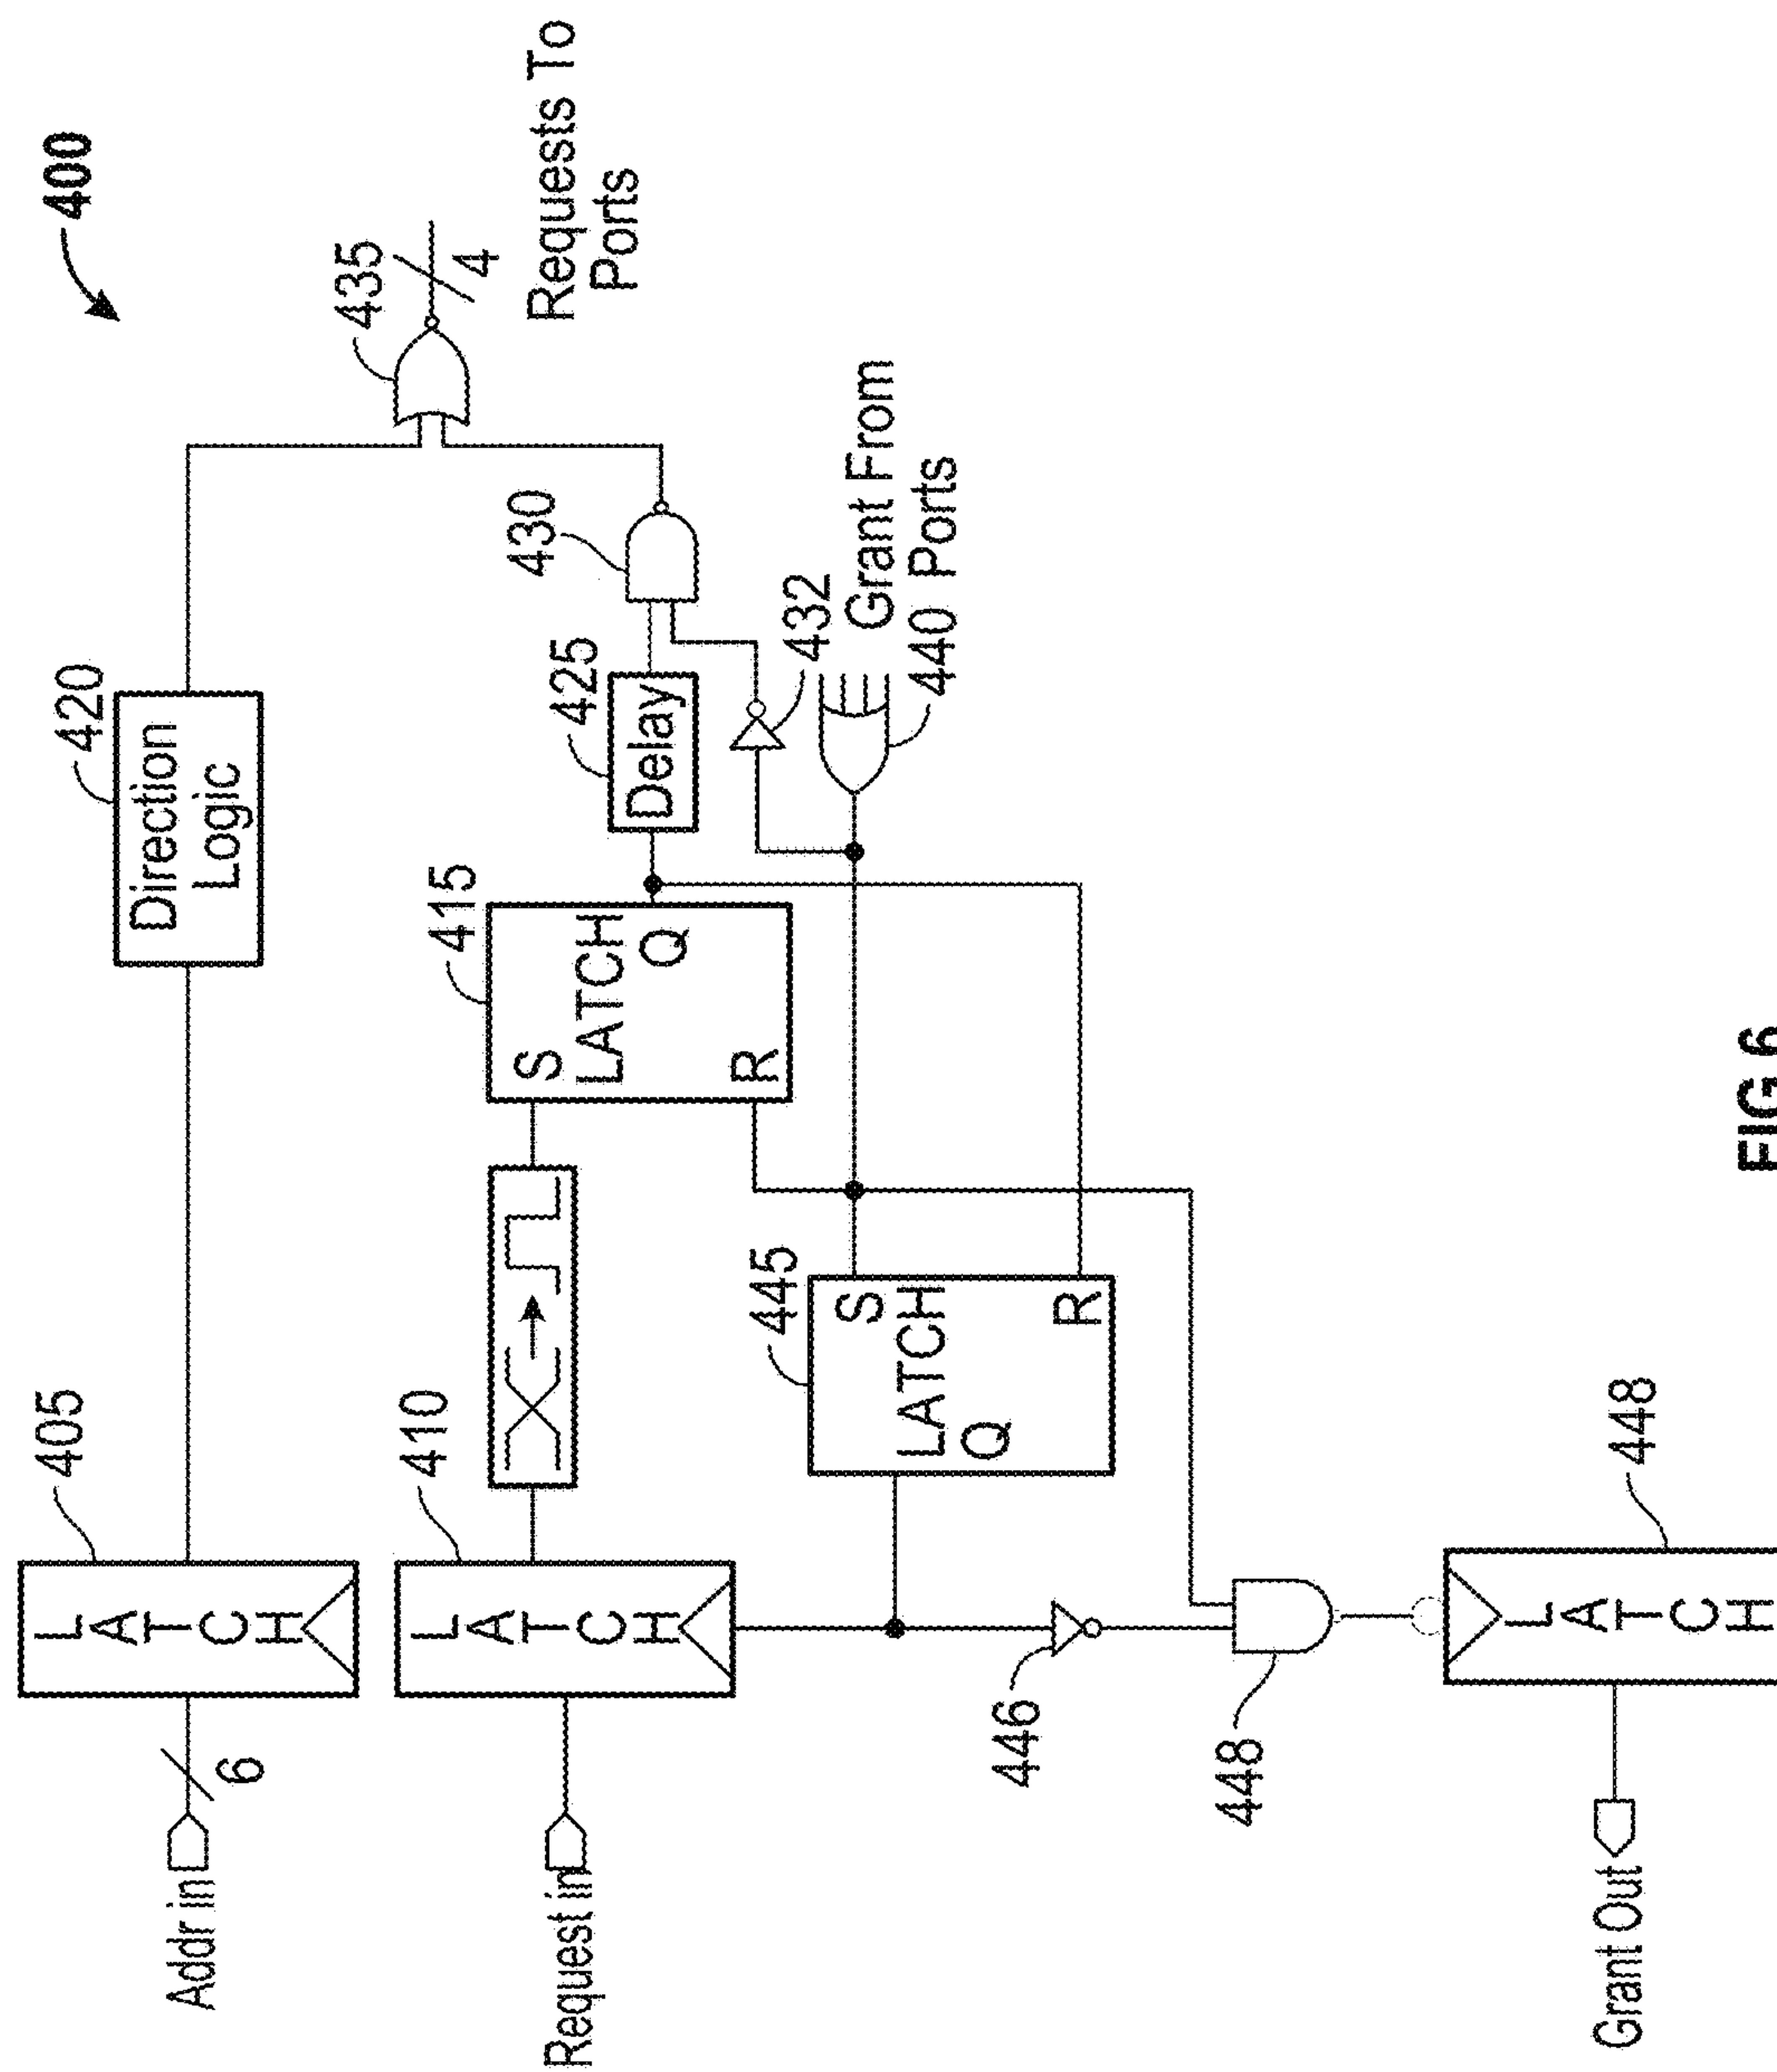 400
405
LATCH
Addr in
6
420
Direction
Logic
435
4
Requests To
Ports
410
LATCH
Request in
415
S
LATCH
Q
R
425
Delay
430
432
Grant From
Ports
440
445
S
LATCH
Q
R
446
448
448
LATCH
Grant Out
FIG.6